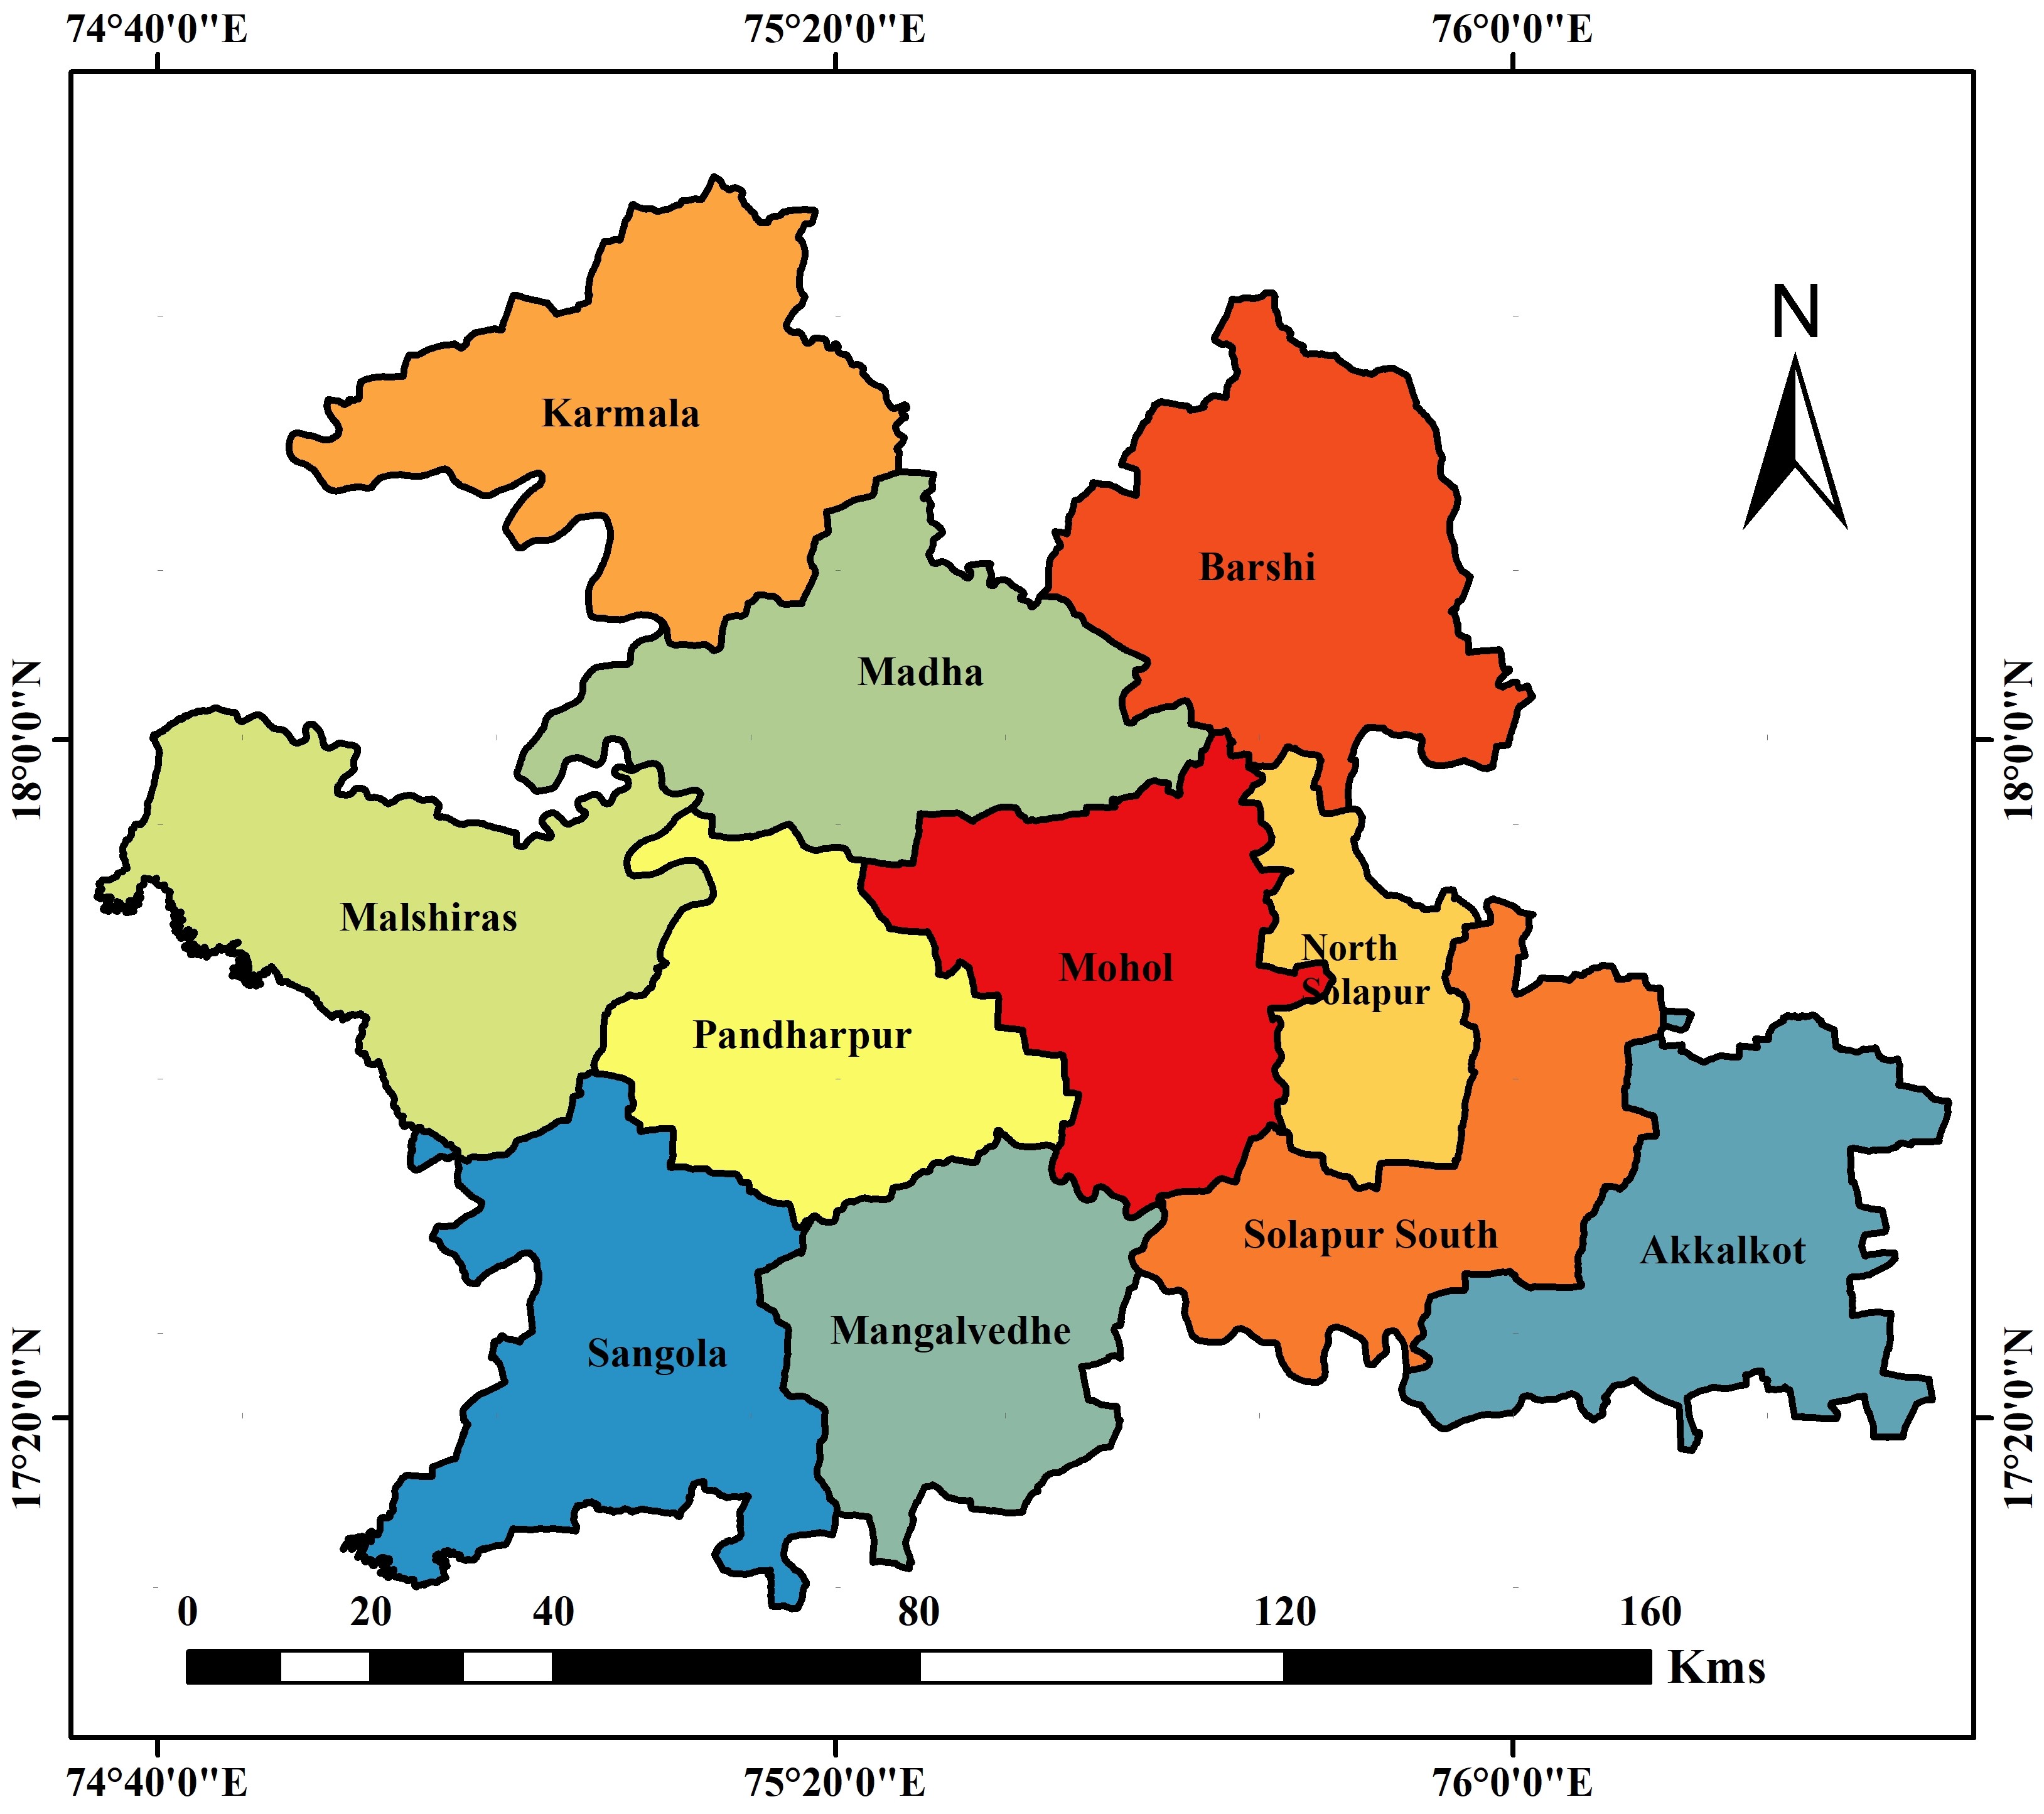 74°40'0"E 75°20'0"E 76°0'0"E
N
Karmala
Barshi
Madha
18°0'0"N 18°0'0"N
Malshiras
North
Mohol
Solapur
Pandharpur
Solapur South
Akkalkot
Mangalvedhe
Sangola
17°20'0"N 17°20'0"N
0 20 40 80 120 160
Kms
74°40'0"E 75°20'0"E 76°0'0"E